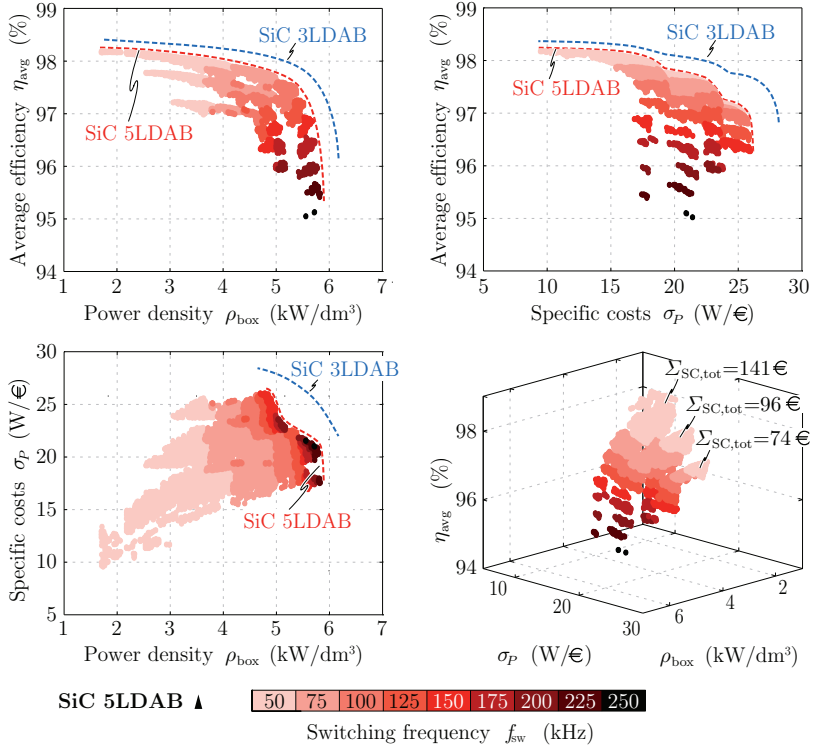 Average efficiency η_avg (%)
99
98
97
96
95
94
1 2 3 4 5 6 7
Power density ρ_box (kW/dm³)
SiC 3LDAB
SiC 5LDAB
Average efficiency η_avg (%)
99
98
97
96
95
94
5 10 15 20 25 30
Specific costs σ_P (W/€)
SiC 3LDAB
SiC 5LDAB
Specific costs σ_P (W/€)
30
25
20
15
10
5
1 2 3 4 5 6 7
Power density ρ_box (kW/dm³)
SiC 3LDAB
SiC 5LDAB
Σ_SC,tot=141€
Σ_SC,tot=96€
Σ_SC,tot=74€
η_avg (%)
98
96
94
10
20
30
6
4
2
σ_P (W/€)
ρ_box (kW/dm³)
SiC 5LDAB ▲
50 75 100 125 150 175 200 225 250
Switching frequency f_sw (kHz)